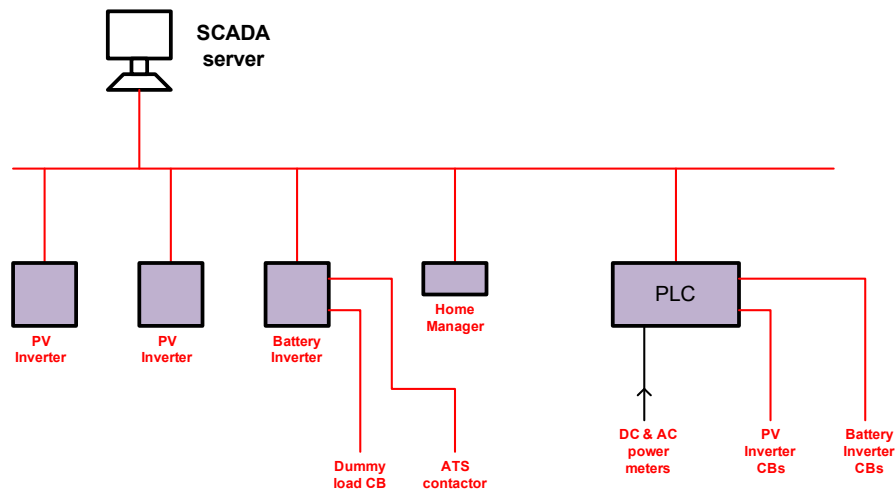 SCADA
server
PV
Inverter
PV
Inverter
Battery
Inverter
Home
Manager
PLC
Dummy
load CB
ATS
contactor
DC & AC
power
meters
PV
Inverter
CBs
Battery
Inverter
CBs